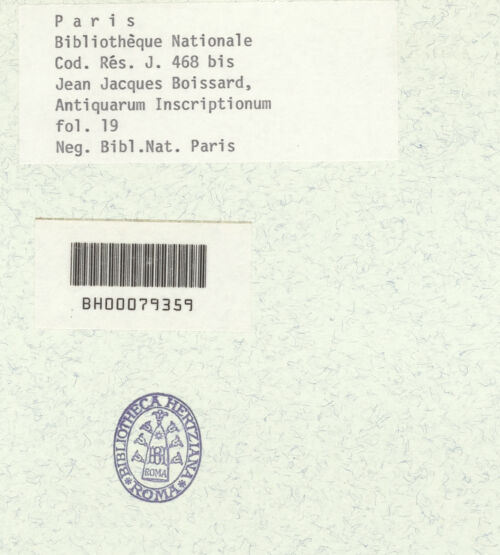 P a r i s
Bibliothèque Nationale
Cod. Rés. J. 468 bis
Jean Jacques Boissard,
Antiquarum Inscriptionum
fol. 19
Neg. Bibl.Nat. Paris
BH00079359
BIBLIOTHECA HERTZIANA
BH
ROMA
*ROMA*